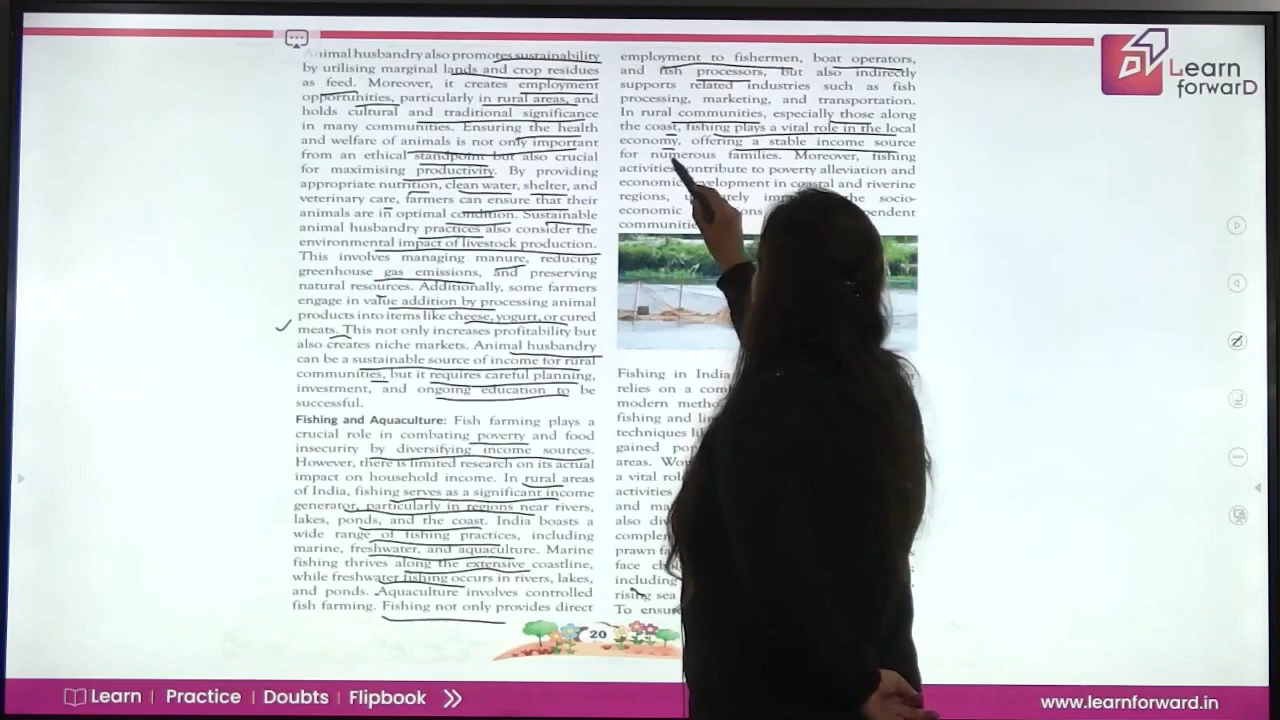 Animal husbandry also promotes sustainability
by utilising marginal lands and crop residues
as feed. Moreover, it creates employment
opportunities, particularly in rural areas, and
holds cultural and traditional significance
in many communities. Ensuring the health
and welfare of animals is not only important
from an ethical standpoint but also crucial
for maximising productivity. By providing
appropriate nutrition, clean water, shelter, and
veterinary care, farmers can ensure that their
animals are in optimal condition. Sustainable
animal husbandry practices also consider the
environmental impact of livestock production.
This involves managing manure, reducing
greenhouse gas emissions, and preserving
natural resources. Additionally, some farmers
engage in value addition by processing animal
products into items like cheese, yogurt, or cured
meats. This not only increases profitability but
also creates niche markets. Animal husbandry
can be a sustainable source of income for rural
communities, but it requires careful planning,
investment, and ongoing education to be
successful.
Fishing and Aquaculture: Fish farming plays a
crucial role in combating poverty and food
insecurity by diversifying income sources.
However, there is limited research on its actual
impact on household income. In rural areas
of India, fishing serves as a significant income
generator, particularly in regions near rivers,
lakes, ponds, and the coast. India boasts a
wide range of fishing practices, including
marine, freshwater, and aquaculture. Marine
fishing thrives along the extensive coastline,
while freshwater fishing occurs in rivers, lakes,
and ponds. Aquaculture involves controlled
fish farming. Fishing not only provides direct
employment to fishermen, boat operators,
and fish processors, but also indirectly
supports related industries such as fish
processing, marketing, and transportation.
In rural communities, especially those along
the coast, fishing plays a vital role in the local
economy, offering a stable income source
for numerous families. Moreover, fishing
activities contribute to poverty alleviation and
economic development in coastal and riverine
regions, the socio-
economic
Fishing in India
relies on a
modern
fishing and
techniques
gained
areas.
a vital
activities
and
also
prawn
face
including
rising sea
To
20
Learn
forwarD
Learn | Practice | Doubts | Flipbook
www.learnforward.in